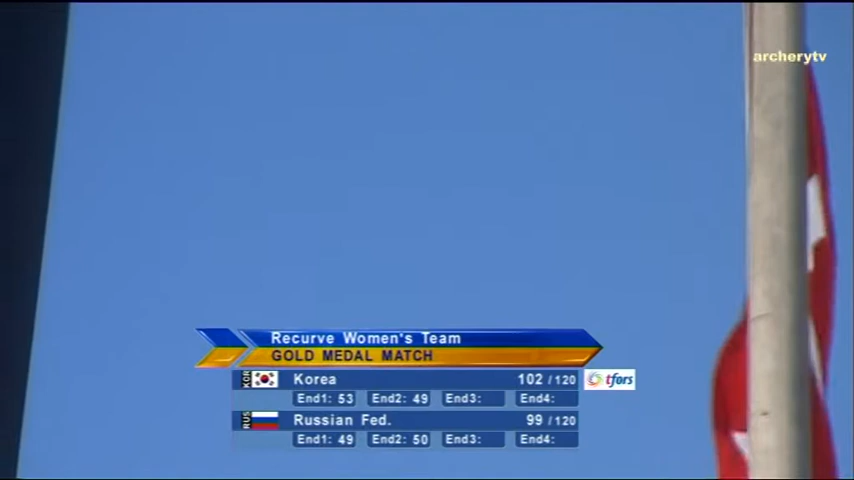 archerytv
Recurve Women's Team
GOLD MEDAL MATCH
KOR Korea 102 /120 tfors
End1: 53 End2: 49 End3: End4:
RUS Russian Fed. 99 /120
End1: 49 End2: 50 End3: End4: